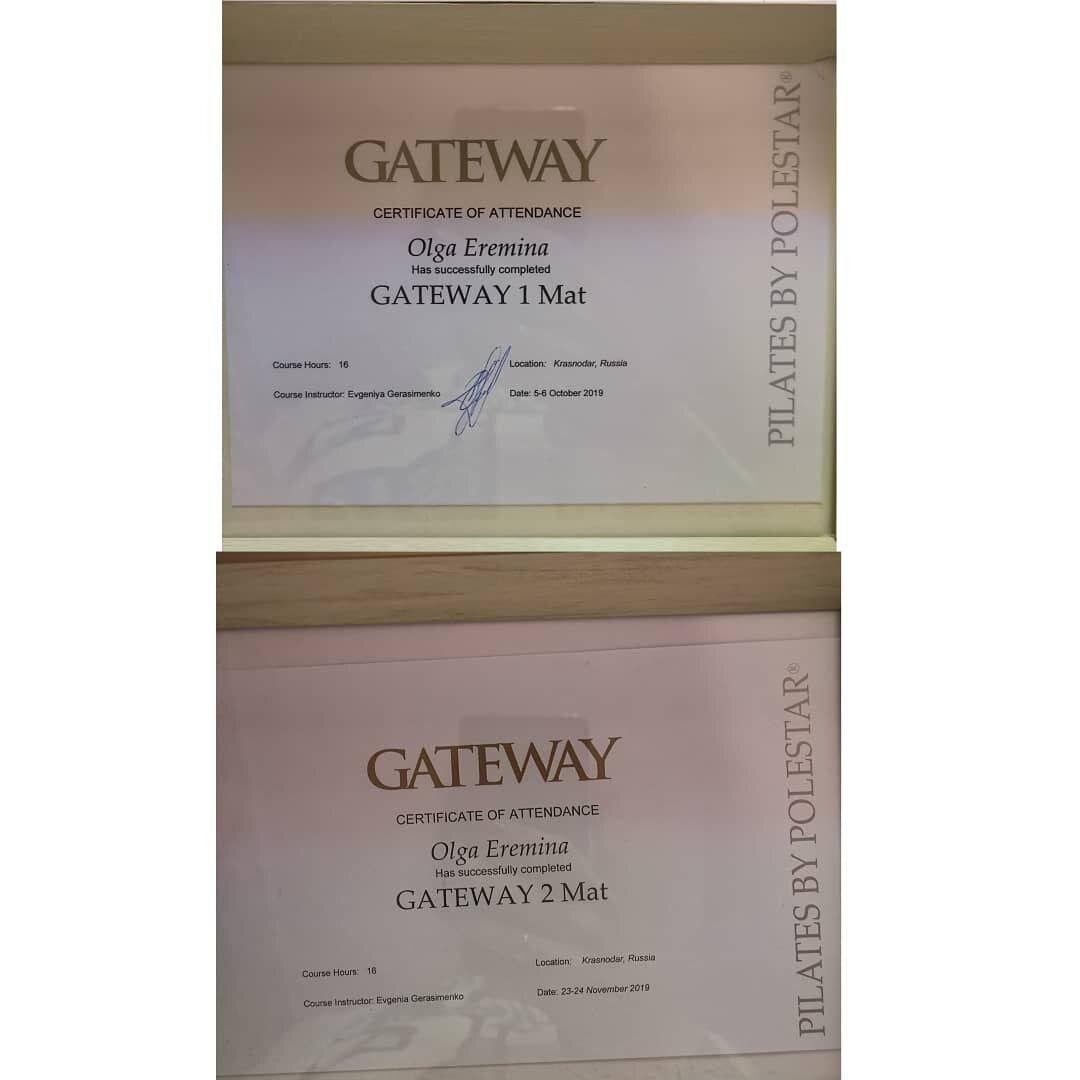 GATEWAY
CERTIFICATE OF ATTENDANCE
Olga Eremina
Has successfully completed
GATEWAY 1 Mat
Course Hours: 16
Location: Krasnodar, Russia
Course Instructor: Evgeniya Gerasimenko
Date: 5-6 October 2019
PILATES BY POLESTAR®
GATEWAY
CERTIFICATE OF ATTENDANCE
Olga Eremina
Has successfully completed
GATEWAY 2 Mat
Course Hours: 16
Location: Krasnodar, Russia
Course Instructor: Evgenia Gerasimenko
Date: 23-24 November 2019
PILATES BY POLESTAR®